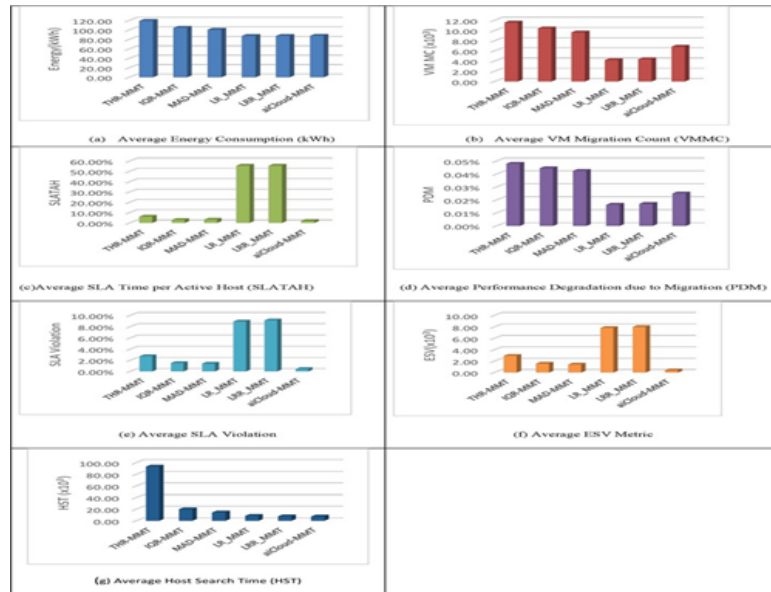 120.00
100.00
80.00
60.00
40.00
20.00
0.00
Energy(kWh)
THR-MMT
IQR-MMT
MAD-MMT
LR_MMT
LRR_MMT
aiCloud-MMT
(a) Average Energy Consumption (kWh)
12.00
10.00
8.00
6.00
4.00
2.00
0.00
VM MC (x10³)
THR-MMT
IQR-MMT
MAD-MMT
LR_MMT
LRR_MMT
aiCloud-MMT
(b) Average VM Migration Count (VMMC)
60.00%
50.00%
40.00%
30.00%
20.00%
10.00%
0.00%
SLATAH
THR-MMT
IQR-MMT
MAD-MMT
LR_MMT
LRR_MMT
aiCloud-MMT
(c)Average SLA Time per Active Host (SLATAH)
0.05%
0.04%
0.03%
0.02%
0.01%
0.00%
PDM
THR-MMT
IQR-MMT
MAD-MMT
LR_MMT
LRR_MMT
aiCloud-MMT
(d) Average Performance Degradation due to Migration (PDM)
10.00%
8.00%
6.00%
4.00%
2.00%
0.00%
SLA Violation
THR-MMT
IQR-MMT
MAD-MMT
LR_MMT
LRR_MMT
aiCloud-MMT
(e) Average SLA Violation
10.00
8.00
6.00
4.00
2.00
0.00
ESV(x10³)
THR-MMT
IQR-MMT
MAD-MMT
LR_MMT
LRR_MMT
aiCloud-MMT
(f) Average ESV Metric
100.00
80.00
60.00
40.00
20.00
0.00
HST (x10³)
THR-MMT
IQR-MMT
MAD-MMT
LR_MMT
LRR_MMT
aiCloud-MMT
(g) Average Host Search Time (HST)